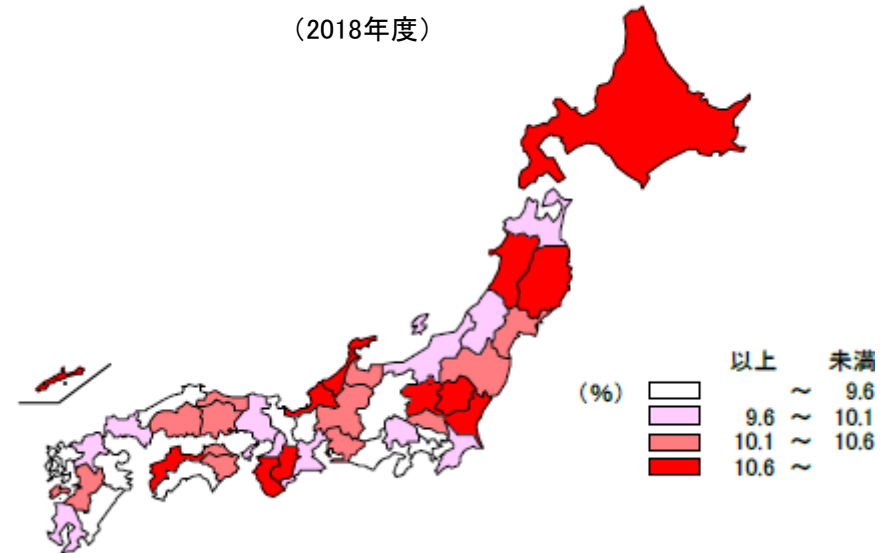 （2018年度）
以上 未満
（%） ～ 9.6
9.6 ～ 10.1
10.1 ～ 10.6
10.6 ～